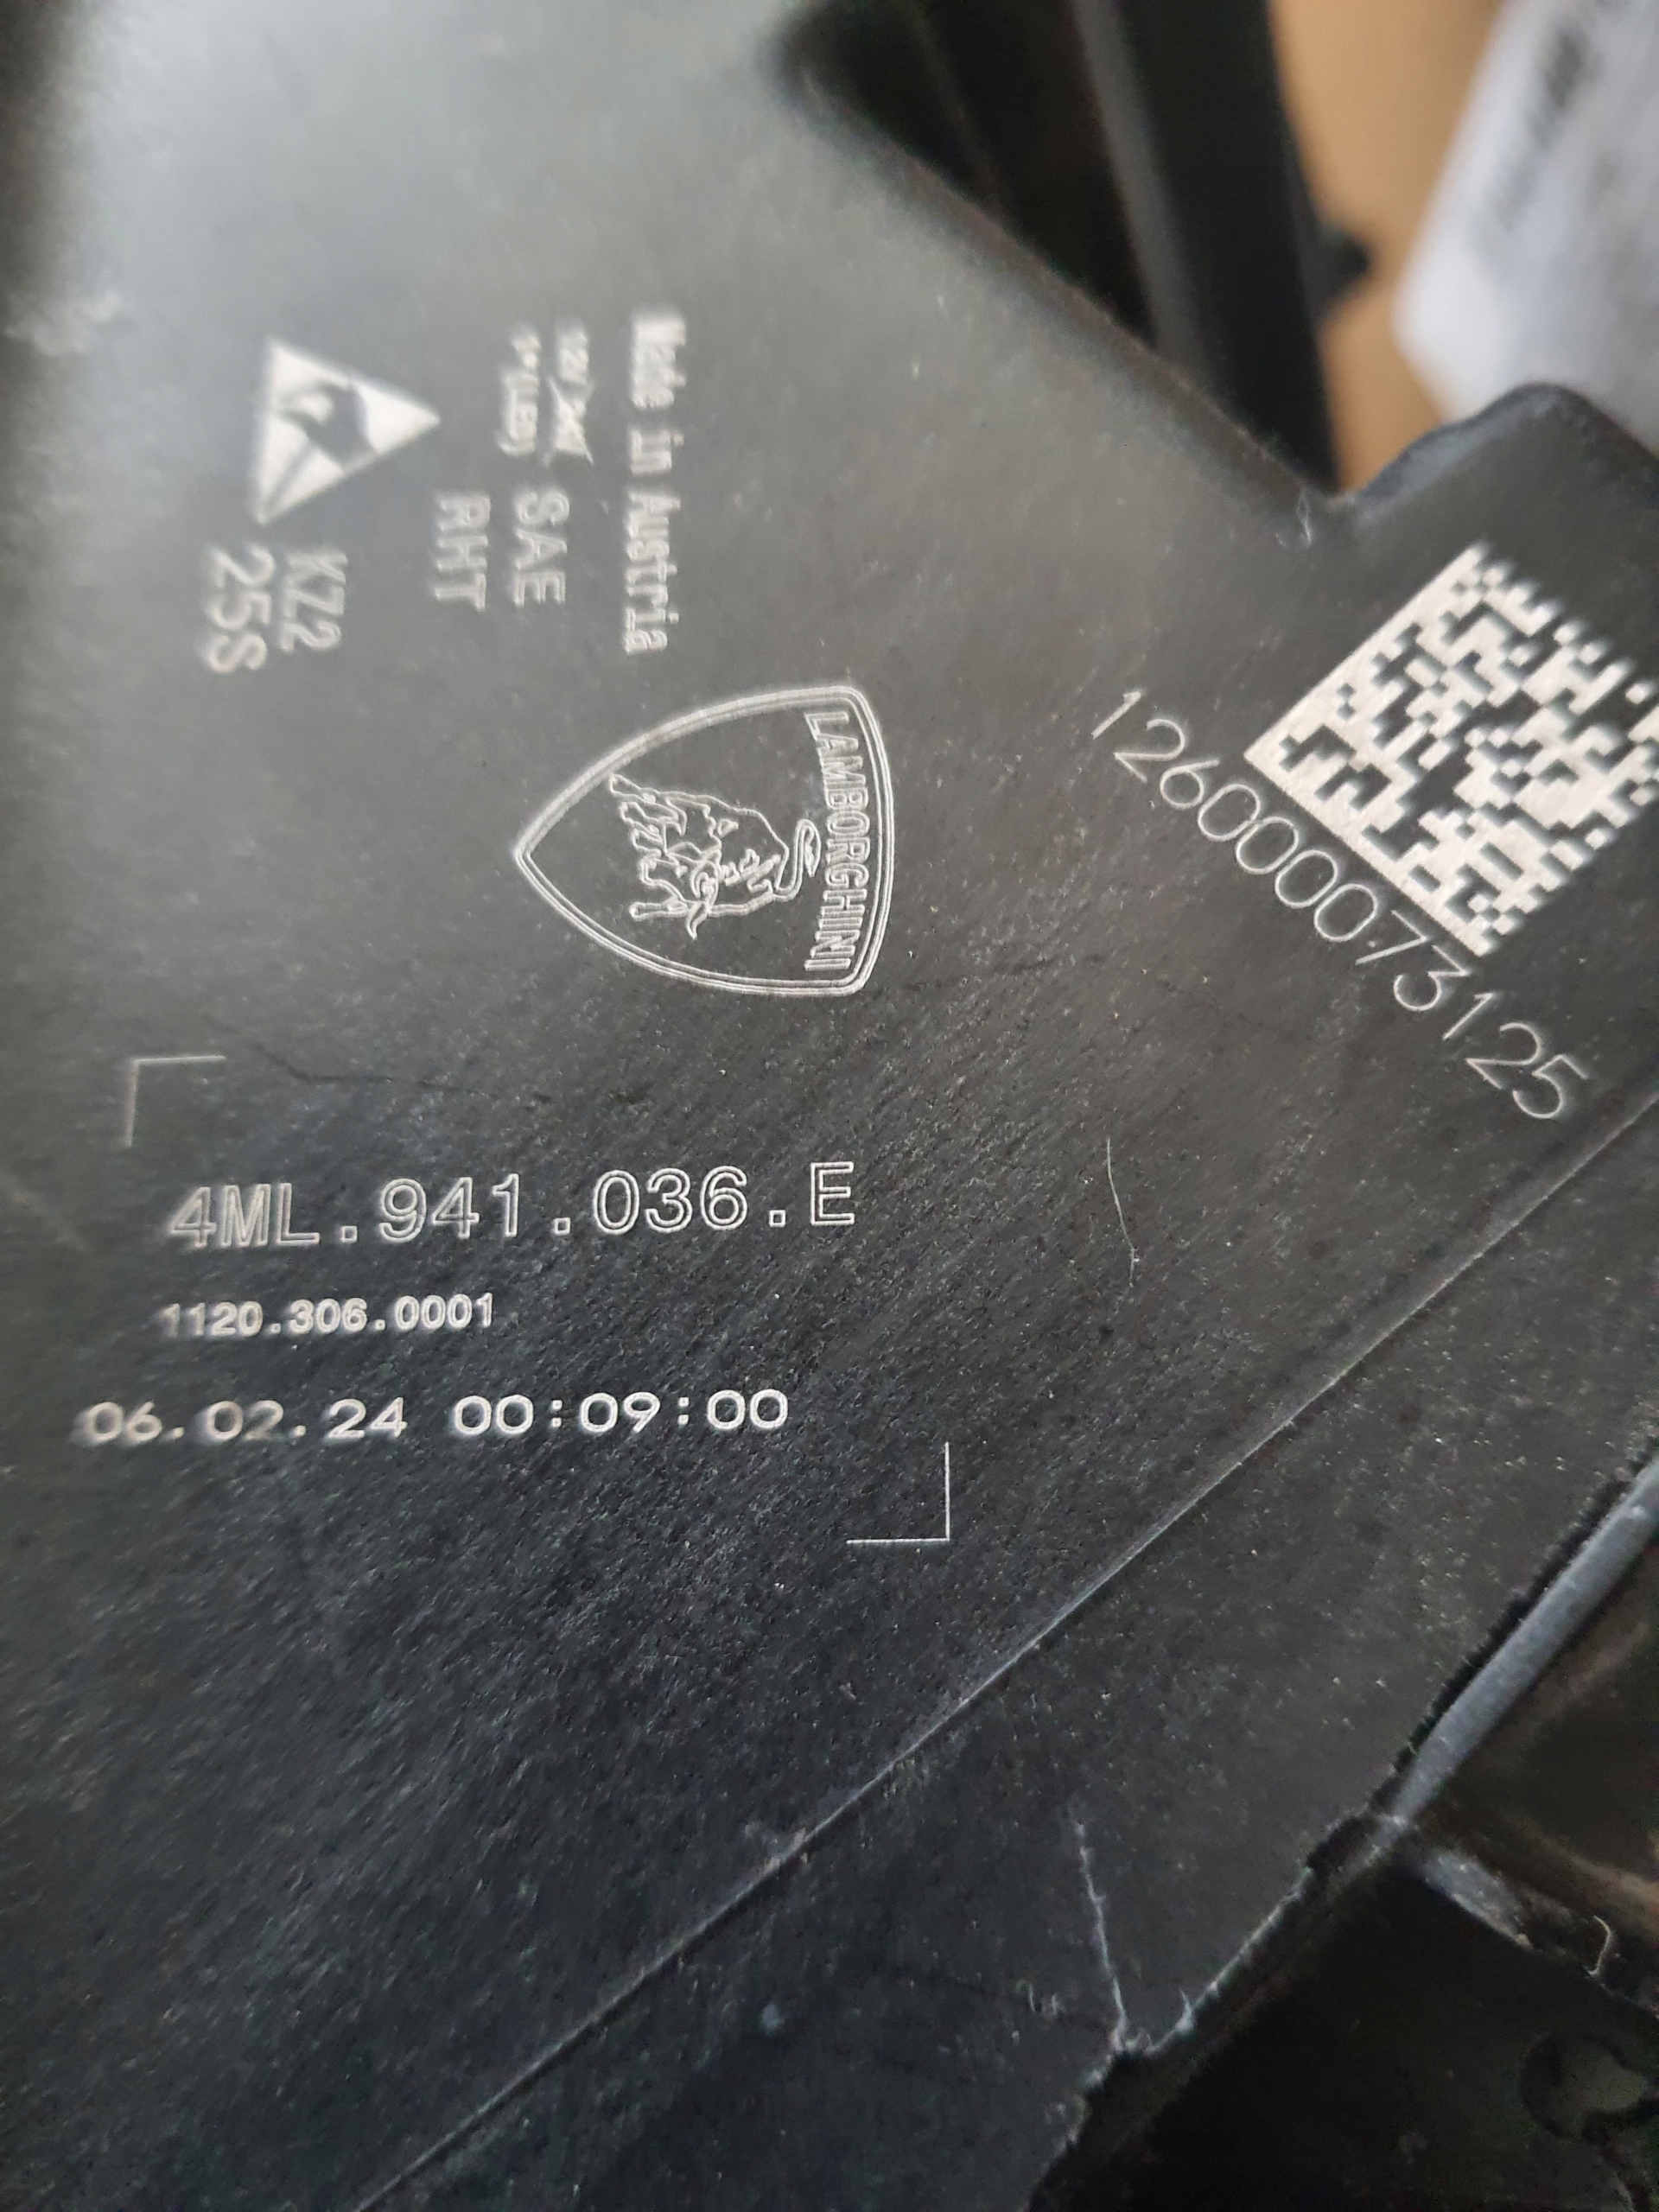 Made in Austria
SAE
RHT
KZ2
25S
LAMBORGHINI
126000073125
4ML.941.036.E
1120.306.0001
06.02.24 00:09:00